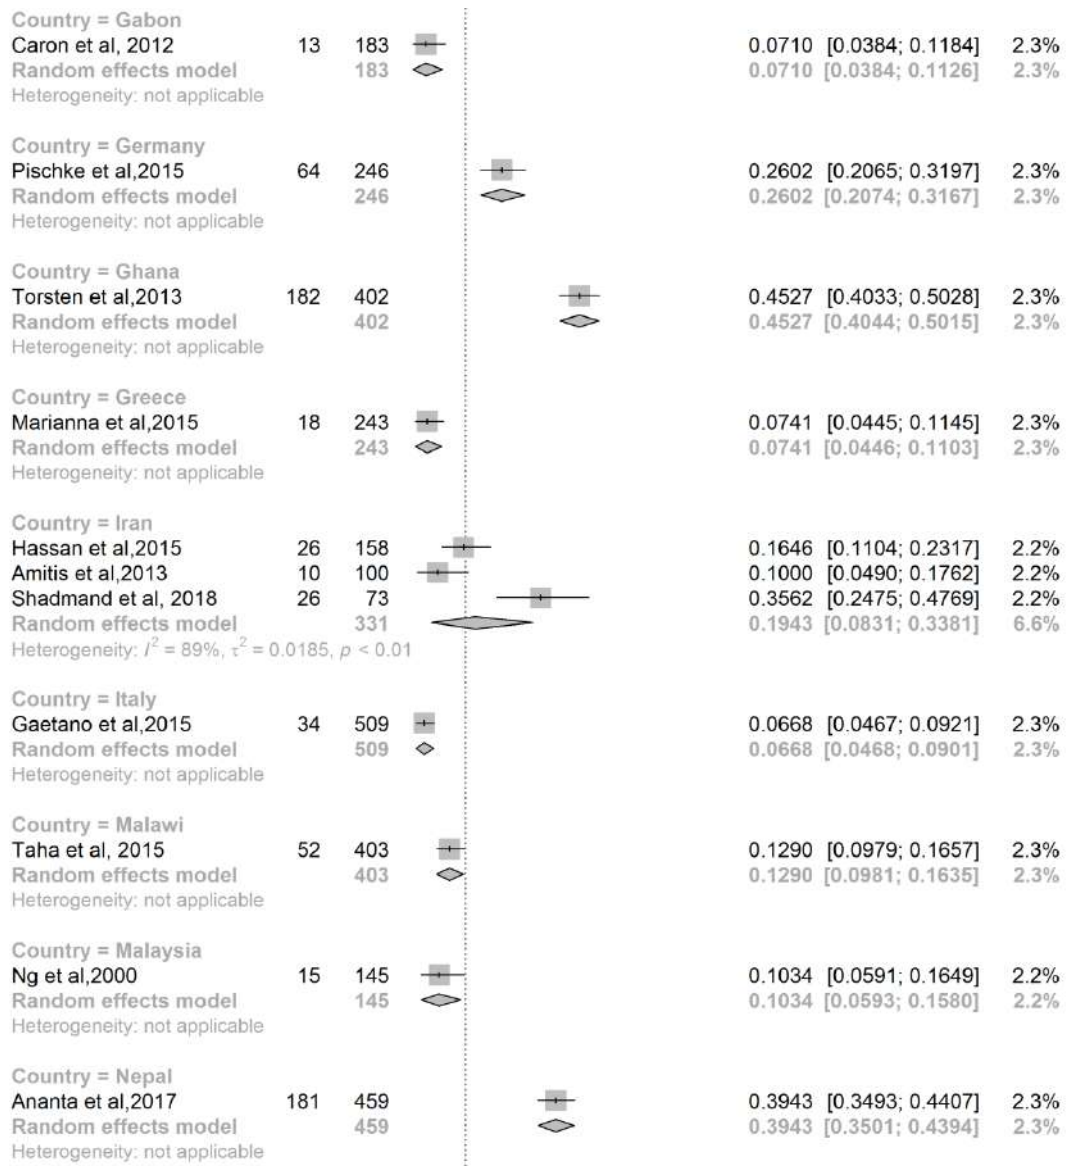 Country = Gabon
Caron et al, 2012 13 183 0.0710 [0.0384; 0.1184] 2.3%
Random effects model 183 0.0710 [0.0384; 0.1126] 2.3%
Heterogeneity: not applicable
Country = Germany
Pischke et al,2015 64 246 0.2602 [0.2065; 0.3197] 2.3%
Random effects model 246 0.2602 [0.2074; 0.3167] 2.3%
Heterogeneity: not applicable
Country = Ghana
Torsten et al,2013 182 402 0.4527 [0.4033; 0.5028] 2.3%
Random effects model 402 0.4527 [0.4044; 0.5015] 2.3%
Heterogeneity: not applicable
Country = Greece
Marianna et al,2015 18 243 0.0741 [0.0445; 0.1145] 2.3%
Random effects model 243 0.0741 [0.0446; 0.1103] 2.3%
Heterogeneity: not applicable
Country = Iran
Hassan et al,2015 26 158 0.1646 [0.1104; 0.2317] 2.2%
Amitis et al,2013 10 100 0.1000 [0.0490; 0.1762] 2.2%
Shadmand et al, 2018 26 73 0.3562 [0.2475; 0.4769] 2.2%
Random effects model 331 0.1943 [0.0831; 0.3381] 6.6%
Heterogeneity: I² = 89%, τ² = 0.0185, p < 0.01
Country = Italy
Gaetano et al,2015 34 509 0.0668 [0.0467; 0.0921] 2.3%
Random effects model 509 0.0668 [0.0468; 0.0901] 2.3%
Heterogeneity: not applicable
Country = Malawi
Taha et al, 2015 52 403 0.1290 [0.0979; 0.1657] 2.3%
Random effects model 403 0.1290 [0.0981; 0.1635] 2.3%
Heterogeneity: not applicable
Country = Malaysia
Ng et al,2000 15 145 0.1034 [0.0591; 0.1649] 2.2%
Random effects model 145 0.1034 [0.0593; 0.1580] 2.2%
Heterogeneity: not applicable
Country = Nepal
Ananta et al,2017 181 459 0.3943 [0.3493; 0.4407] 2.3%
Random effects model 459 0.3943 [0.3501; 0.4394] 2.3%
Heterogeneity: not applicable